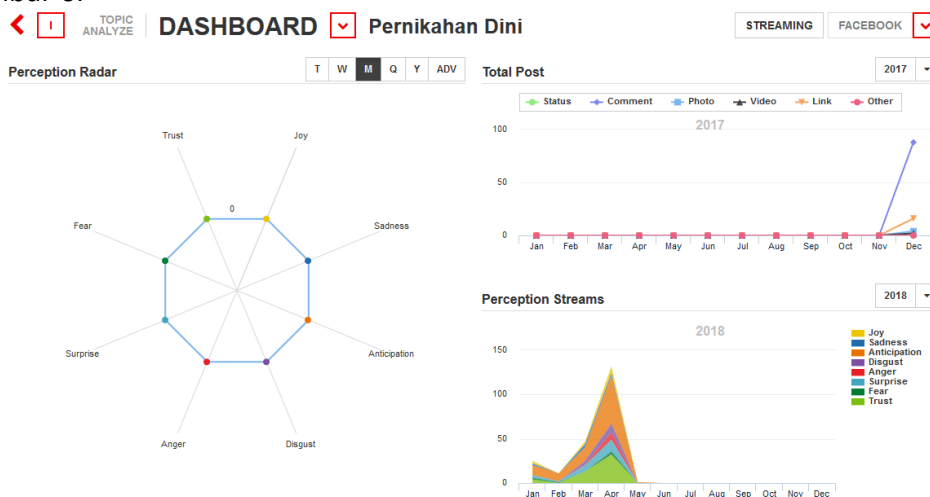 I
TOPIC
ANALYZE
DASHBOARD
Pernikahan Dini
STREAMING
FACEBOOK
Perception Radar
T W M Q Y ADV
Trust
Joy
0
Fear
Sadness
Surprise
Anticipation
Anger
Disgust
Total Post
2017
Status Comment Photo Video Link Other
2017
100
50
0
Jan Feb Mar Apr May Jun Jul Aug Sep Oct Nov Dec
Perception Streams
2018
2018
150
100
50
0
Jan Feb Mar Apr May Jun Jul Aug Sep Oct Nov Dec
Joy
Sadness
Anticipation
Disgust
Anger
Surprise
Fear
Trust